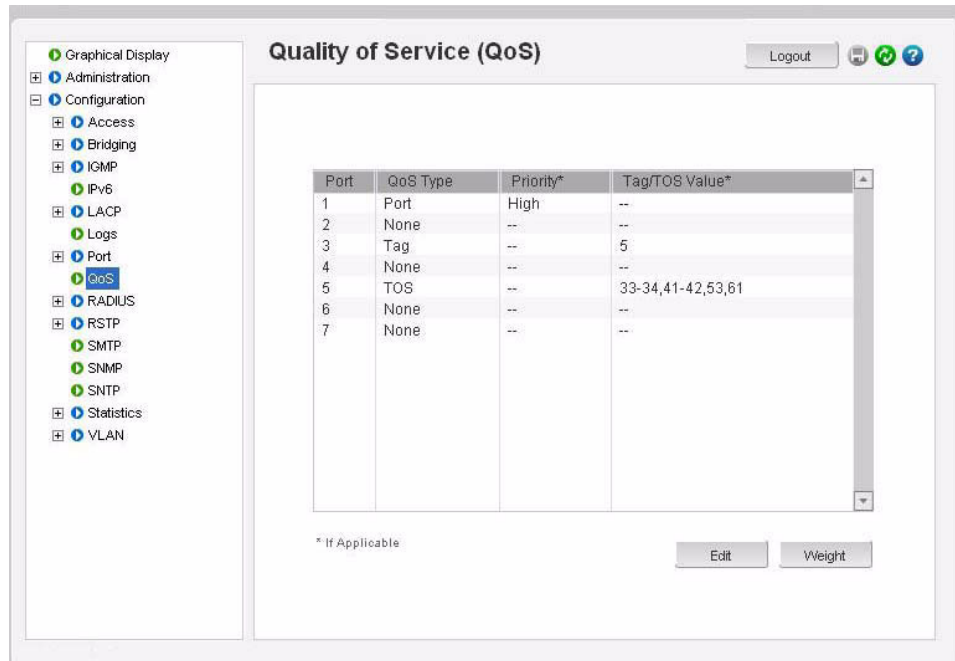 Quality of Service (QoS)
Logout
Graphical Display
Administration
Configuration
Access
Bridging
IGMP
IPv6
LACP
Logs
Port
QoS
RADIUS
RSTP
SMTP
SNMP
SNTP
Statistics
VLAN
Port QoS Type Priority* Tag/TOS Value*
1 Port High --
2 None -- --
3 Tag -- 5
4 None -- --
5 TOS -- 33-34,41-42,53,61
6 None -- --
7 None -- --
* If Applicable
Edit Weight